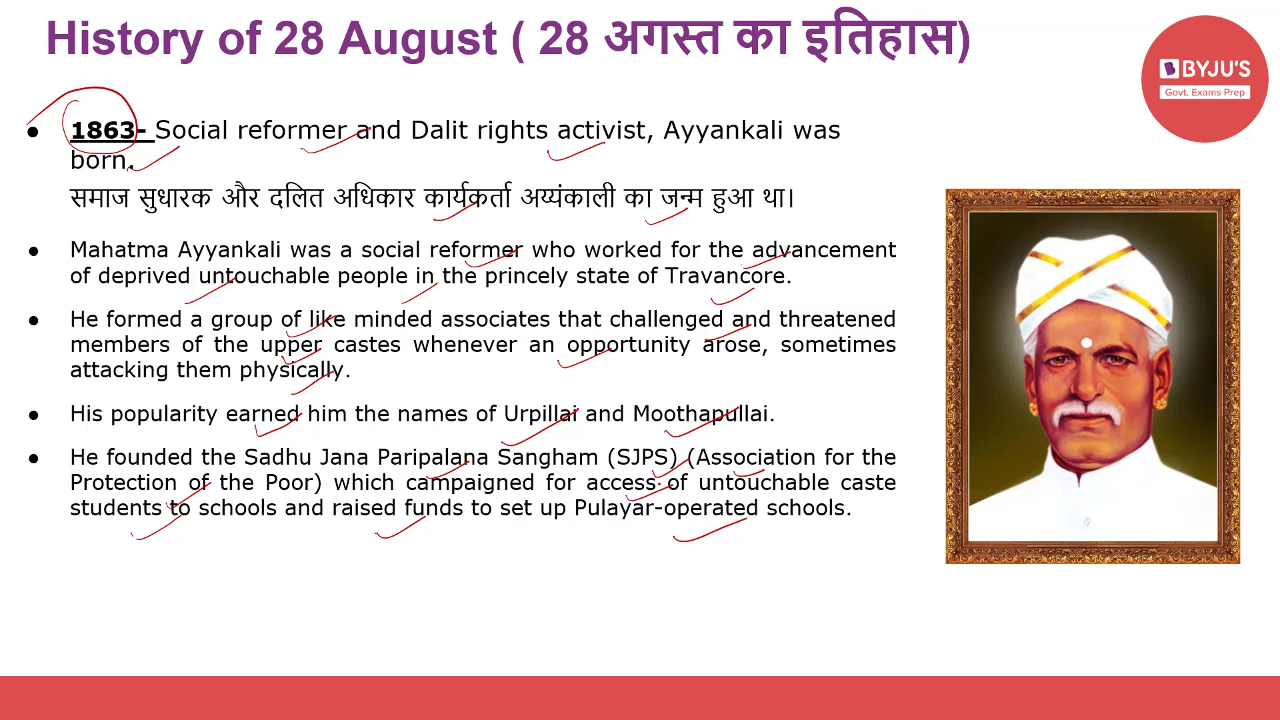 History of 28 August ( 28 अगस्त का इतिहास)
BYJU'S
Govt. Exams Prep
● 1863- Social reformer and Dalit rights activist, Ayyankali was
born.
समाज सुधारक और दलित अधिकार कार्यकर्ता अय्यंकाली का जन्म हुआ था।
● Mahatma Ayyankali was a social reformer who worked for the advancement
of deprived untouchable people in the princely state of Travancore.
● He formed a group of like minded associates that challenged and threatened
members of the upper castes whenever an opportunity arose, sometimes
attacking them physically.
● His popularity earned him the names of Urpillai and Moothapullai.
● He founded the Sadhu Jana Paripalana Sangham (SJPS) (Association for the
Protection of the Poor) which campaigned for access of untouchable caste
students to schools and raised funds to set up Pulayar-operated schools.